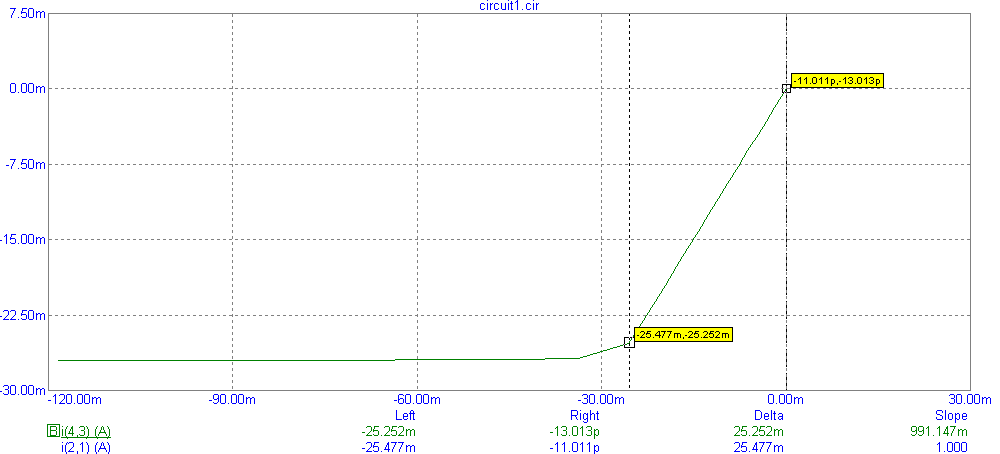 circuit1.cir
7.50m
0.00m
-7.50m
-15.00m
-22.50m
-30.00m
-11.011p,-13.013p
-25.477m,-25.252m
-120.00m -90.00m -60.00m -30.00m 0.00m 30.00m
Left Right Delta Slope
B i(4,3) (A) -25.252m -13.013p 25.252m 991.147m
i(2,1) (A) -25.477m -11.011p 25.477m 1.000